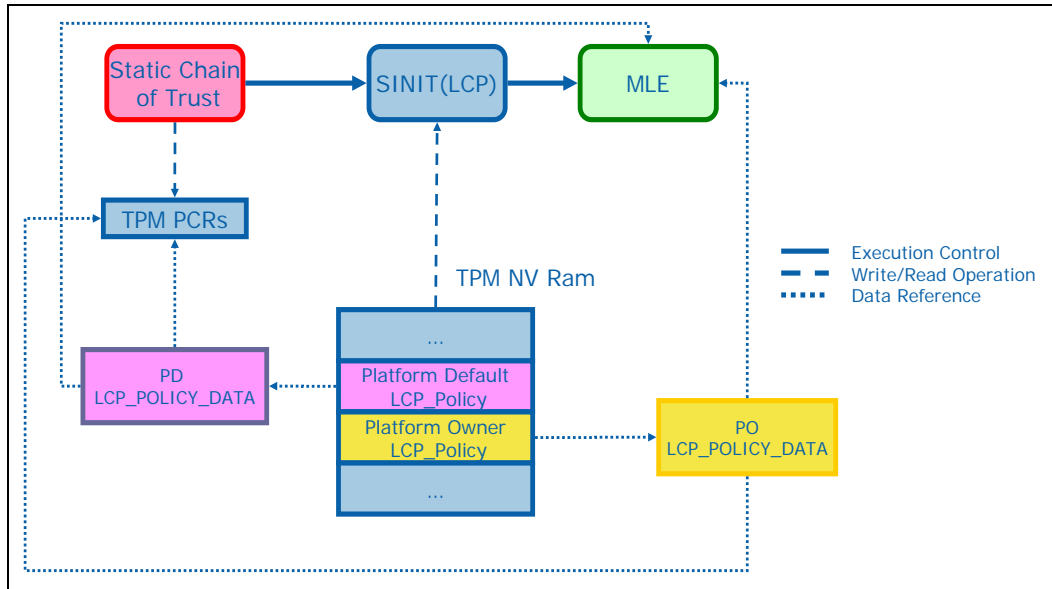 Static Chain
of Trust
SINIT(LCP)
MLE
TPM PCRs
Execution Control
Write/Read Operation
Data Reference
TPM NV Ram
...
PD
LCP_POLICY_DATA
Platform Default
LCP_Policy
Platform Owner
LCP_Policy
PO
LCP_POLICY_DATA
...